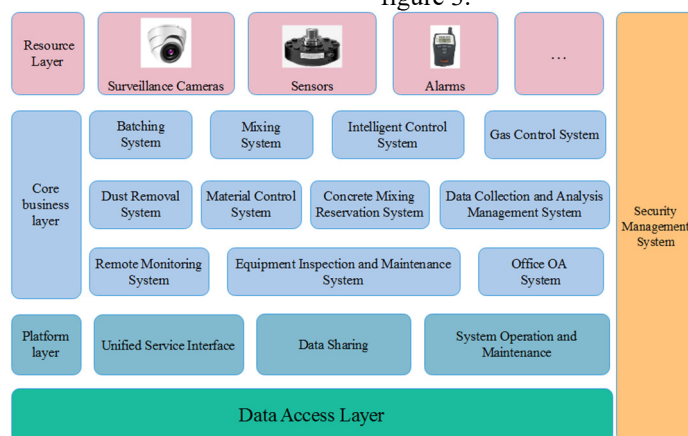 figure 3.
Resource
Layer
Surveillance Cameras
Sensors
Alarms
...
Core
business
layer
Batching
System
Mixing
System
Intelligent Control
System
Gas Control System
Dust Removal
System
Material Control
System
Concrete Mixing
Reservation System
Data Collection and Analysis
Management System
Remote Monitoring
System
Equipment Inspection and Maintenance
System
Office OA
System
Platform
layer
Unified Service Interface
Data Sharing
System Operation and
Maintenance
Data Access Layer
Security
Management
System